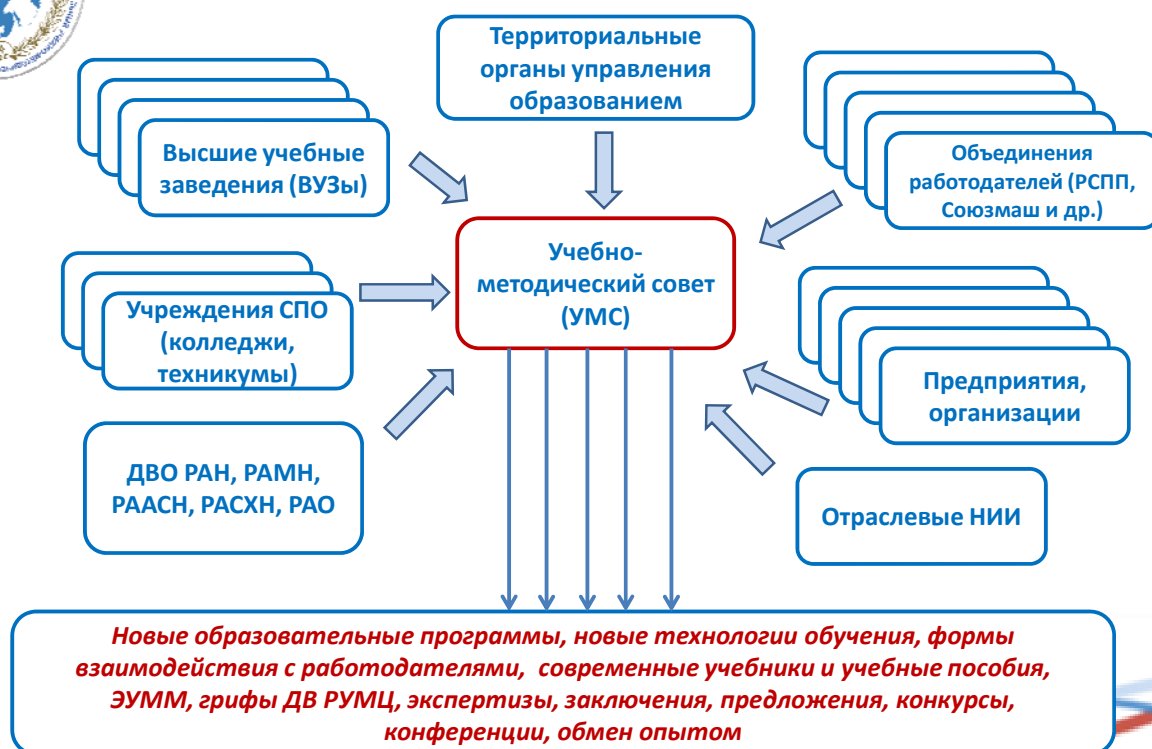 Территориальные
органы управления
образованием
Высшие учебные
заведения (ВУЗы)
Объединения
работодателей (РСПП,
Союзмаш и др.)
Учебно-
методический совет
(УМС)
Учреждения СПО
(колледжи,
техникумы)
Предприятия,
организации
ДВО РАН, РАМН,
РААСН, РАСХН, РАО
Отраслевые НИИ
Новые образовательные программы, новые технологии обучения, формы
взаимодействия с работодателями, современные учебники и учебные пособия,
ЭУММ, грифы ДВ РУМЦ, экспертизы, заключения, предложения, конкурсы,
конференции, обмен опытом